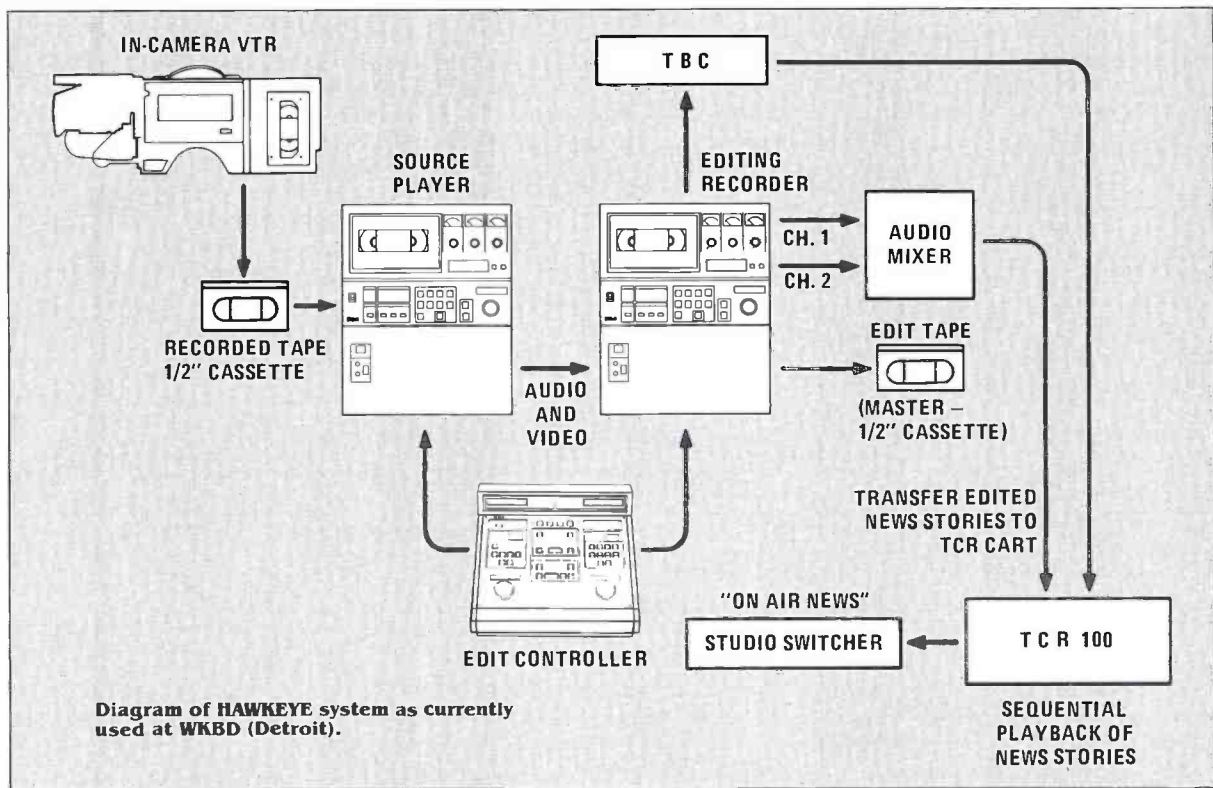 IN-CAMERA VTR
TBC
SOURCE
PLAYER
EDITING
RECORDER
CH. 1
CH. 2
AUDIO
MIXER
RECORDED TAPE
1/2" CASSETTE
AUDIO
AND
VIDEO
EDIT TAPE
(MASTER –
1/2" CASSETTE)
TRANSFER EDITED
NEWS STORIES TO
TCR CART
EDIT CONTROLLER
"ON AIR NEWS"
STUDIO SWITCHER
TCR 100
SEQUENTIAL
PLAYBACK OF
NEWS STORIES
Diagram of HAWKEYE system as currently
used at WKBD (Detroit).